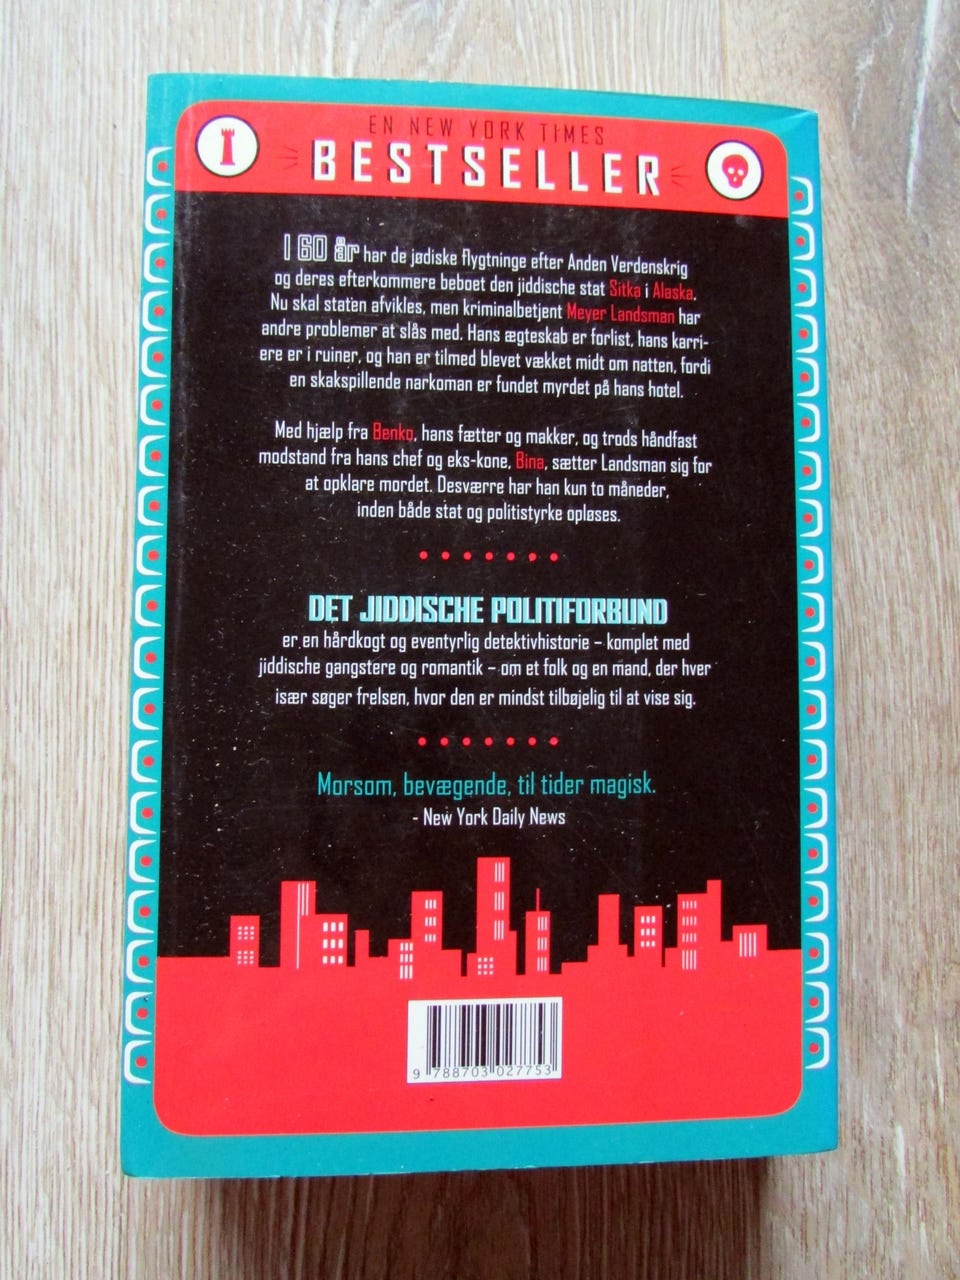 EN NEW YORK TIMES
BESTSELLER
I 60 år har de jødiske flygtninge efter Anden Verdenskrig
og deres efterkommere beboet den jiddische stat Sitka i Alaska.
Nu skal staten afvikles, men kriminalbetjent Meyer Landsman har
andre problemer at slås med. Hans ægteskab er forlist, hans karri-
ere er i ruiner, og han er tilmed blevet vækket midt om natten, fordi
en skakspillende narkoman er fundet myrdet på hans hotel.
Med hjælp fra Benko, hans fætter og makker, og trods håndfast
modstand fra hans chef og eks-kone, Bina, sætter Landsman sig for
at opklare mordet. Desværre har han kun to måneder,
inden både stat og politistyrke opløses.
DET JIDDISCHE POLITIFORBUND
er en hårdkogt og eventyrlig detektivhistorie – komplet med
jiddische gangstere og romantik – om et folk og en mand, der hver
især søger frelsen, hvor den er mindst tilbøjelig til at vise sig.
Morsom, bevægende, til tider magisk.
- New York Daily News
9 788703 027753